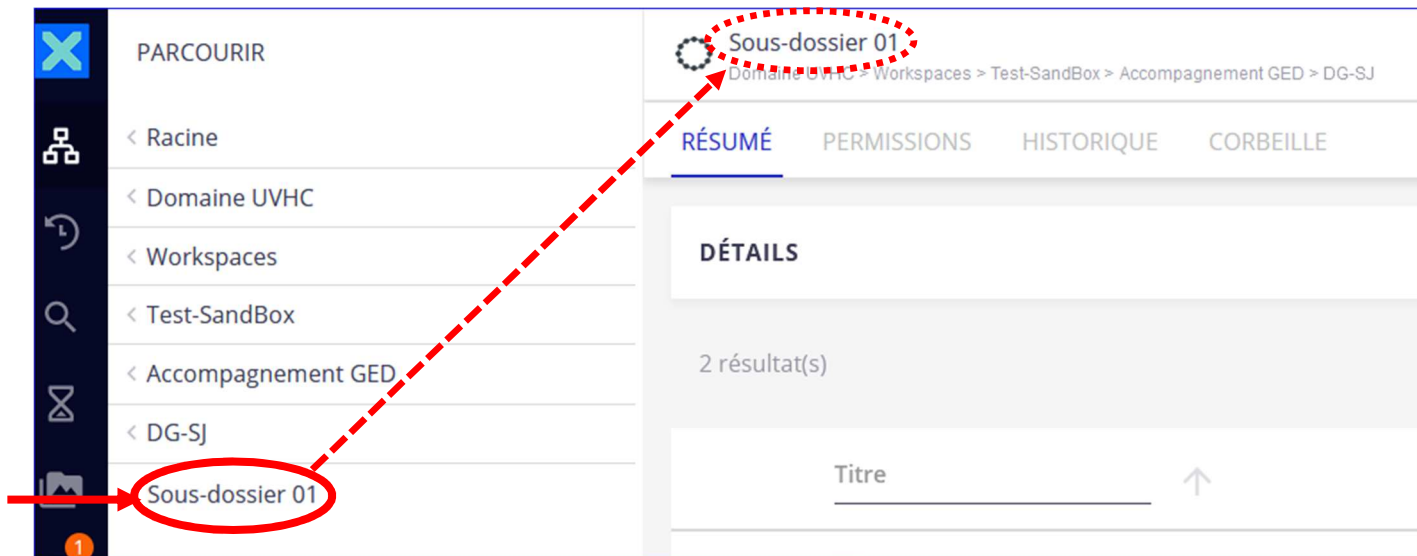 PARCOURIR
< Racine
< Domaine UVHC
< Workspaces
< Test-SandBox
< Accompagnement GED
< DG-SJ
Sous-dossier 01
1
Sous-dossier 01
Domaine UVHC > Workspaces > Test-SandBox > Accompagnement GED > DG-SJ
RÉSUMÉ PERMISSIONS HISTORIQUE CORBEILLE
DÉTAILS
2 résultat(s)
Titre